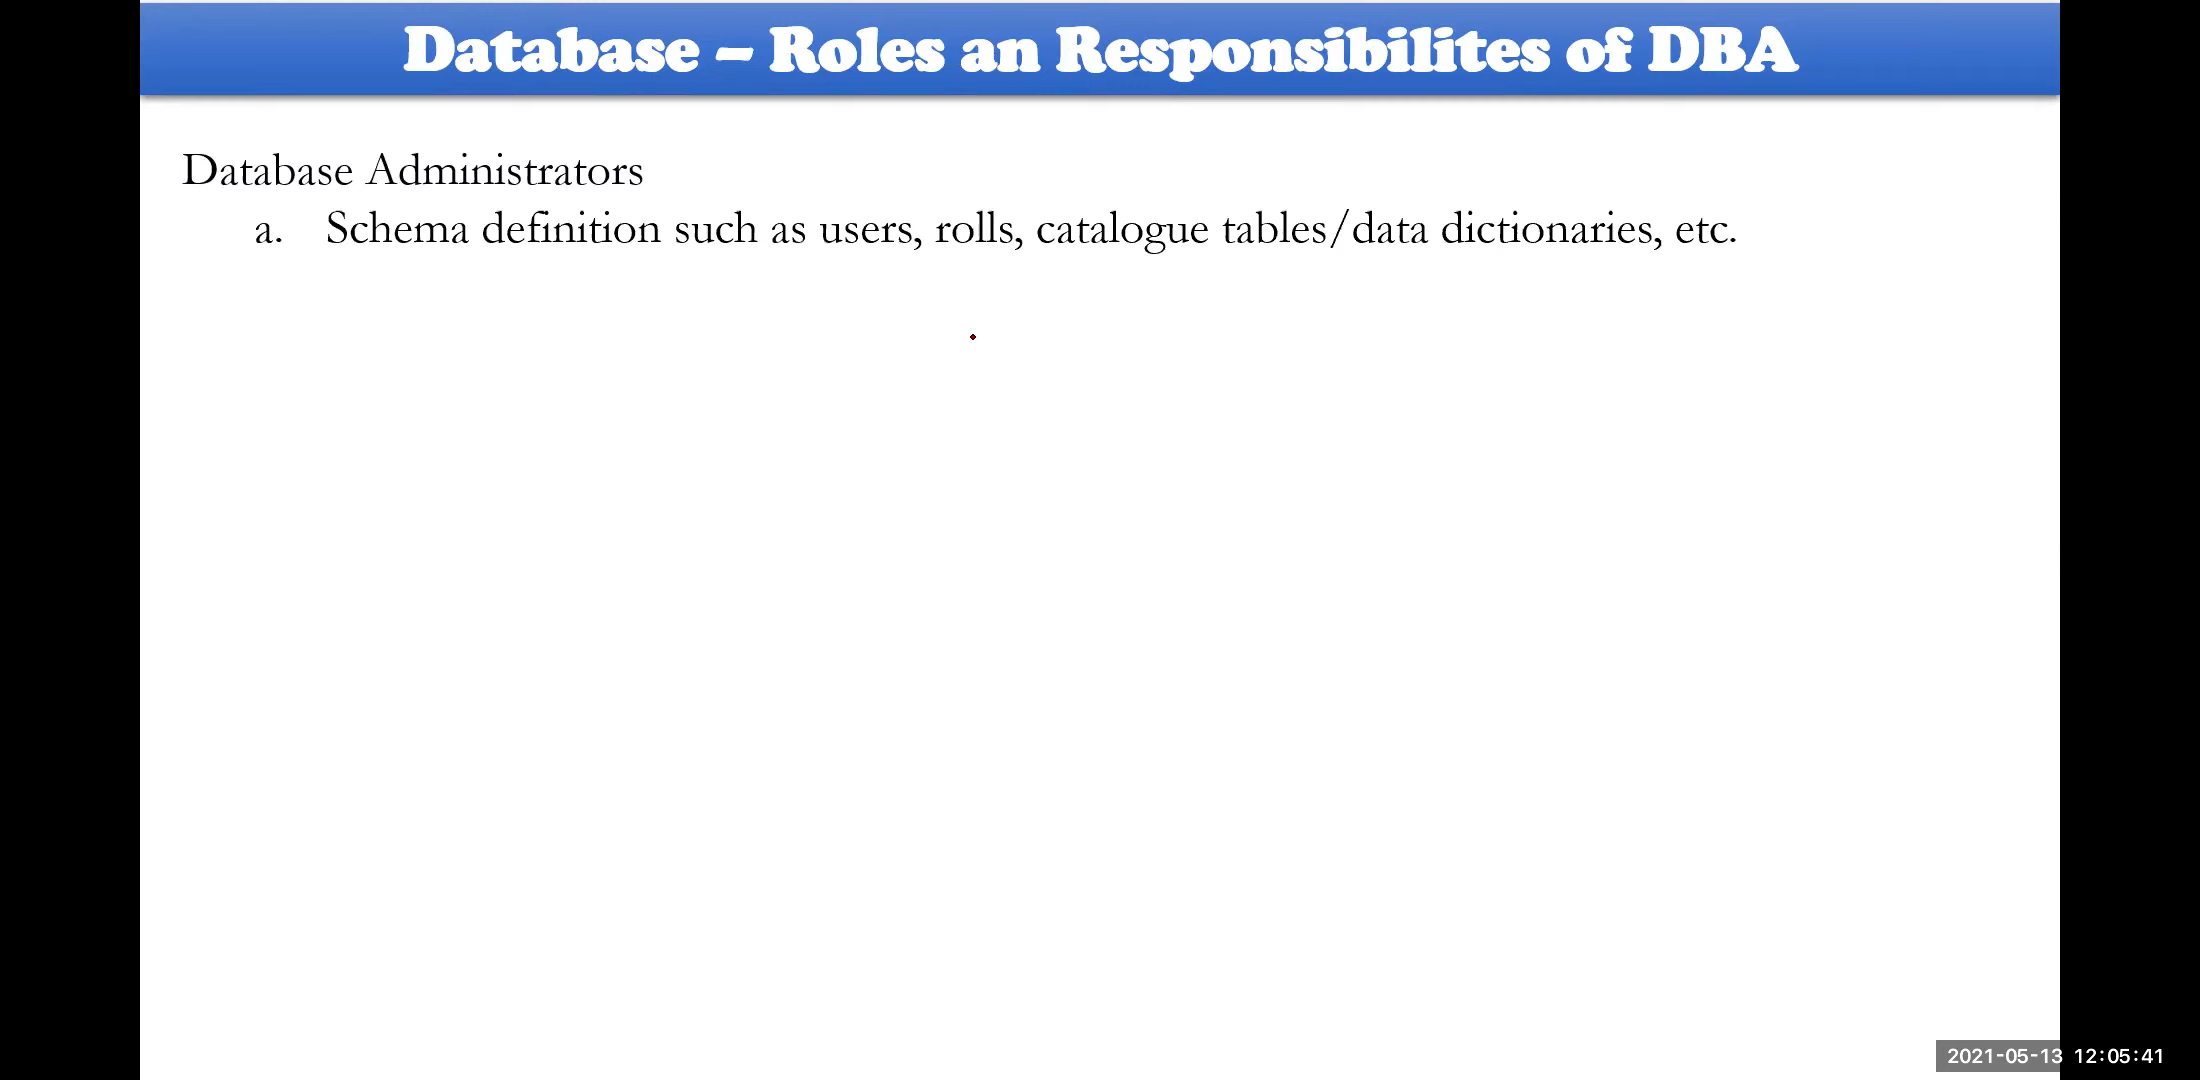 Database – Roles an Responsibilites of DBA
Database Administrators
a. Schema definition such as users, rolls, catalogue tables/data dictionaries, etc.
2021-05-13 12:05:41